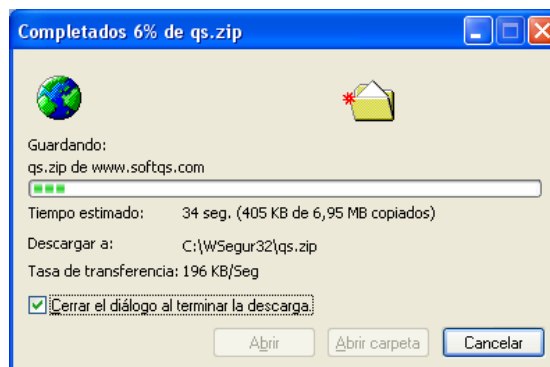 Completados 6% de qs.zip
Guardando:
qs.zip de www.softqs.com
Tiempo estimado: 34 seg. (405 KB de 6,95 MB copiados)
Descargar a: C:\WSegur32\qs.zip
Tasa de transferencia: 196 KB/Seg
Cerrar el diálogo al terminar la descarga.
Abrir Abrir carpeta Cancelar